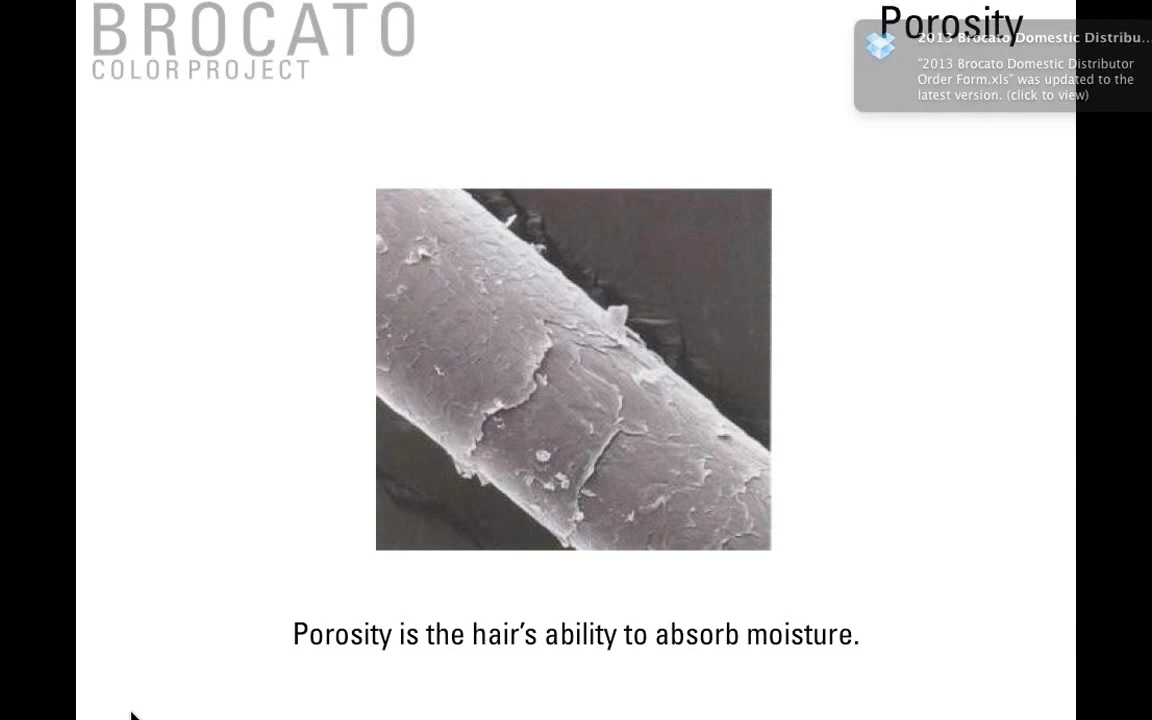 BROCATO
COLOR PROJECT
Porosity
2013 Brocato Domestic Distribu...
"2013 Brocato Domestic Distributor
Order Form.xls" was updated to the
latest version. (click to view)
Porosity is the hair’s ability to absorb moisture.